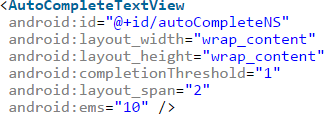 <AutoCompleteTextView
android:id="@+id/autoCompleteNS"
android:layout_width="wrap_content"
android:layout_height="wrap_content"
android:completionThreshold="1"
android:layout_span="2"
android:ems="10" />